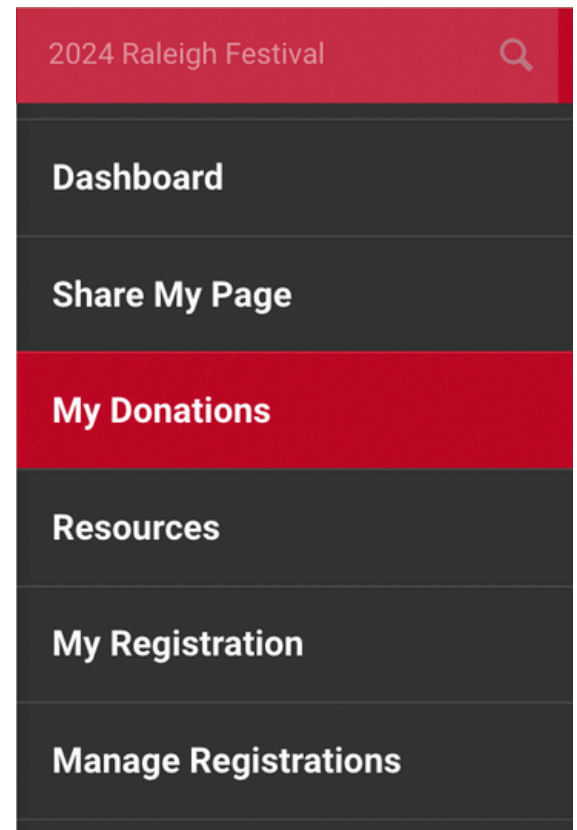 2024 Raleigh Festival
Dashboard
Share My Page
My Donations
Resources
My Registration
Manage Registrations